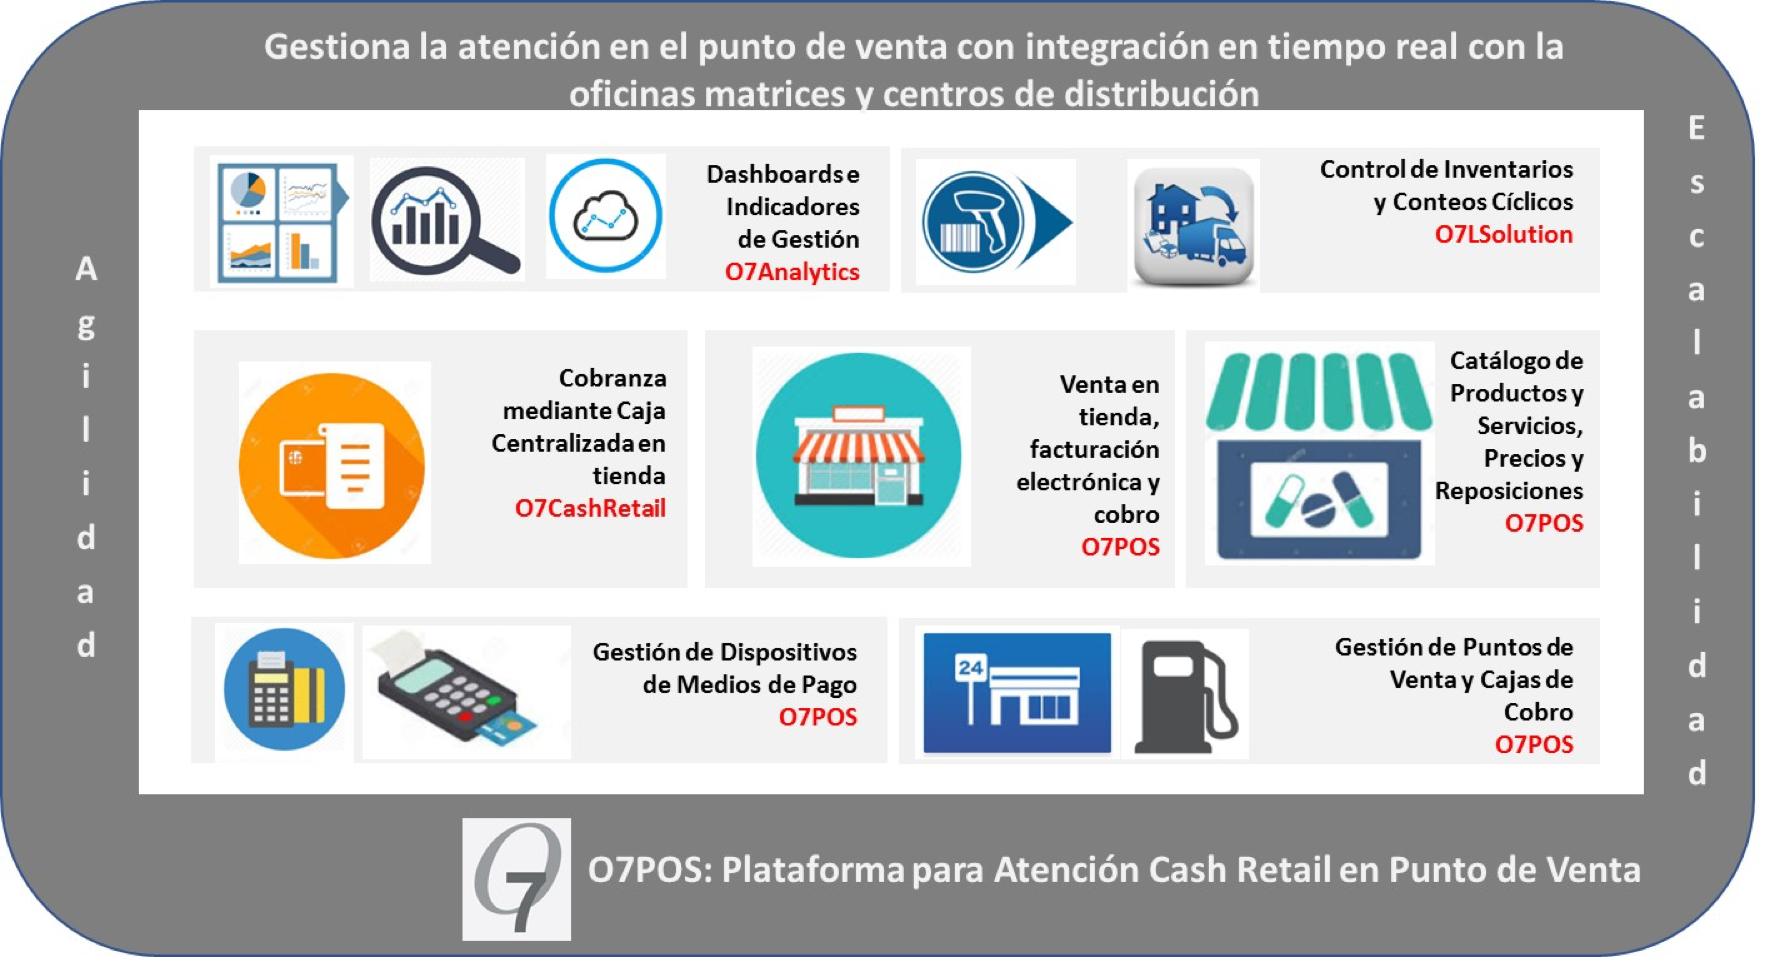 Gestiona la atención en el punto de venta con integración en tiempo real con la
oficinas matrices y centros de distribución
Agilidad
Dashboards e
Indicadores
de Gestión
O7Analytics
Control de Inventarios
y Conteos Cíclicos
O7LSolution
Cobranza
mediante Caja
Centralizada en
tienda
O7CashRetail
Venta en
tienda,
facturación
electrónica y
cobro
O7POS
Catálogo de
Productos y
Servicios,
Precios y
Reposiciones
O7POS
Gestión de Dispositivos
de Medios de Pago
O7POS
24
Gestión de Puntos de
Venta y Cajas de
Cobro
O7POS
Escalabilidad
O7
O7POS: Plataforma para Atención Cash Retail en Punto de Venta